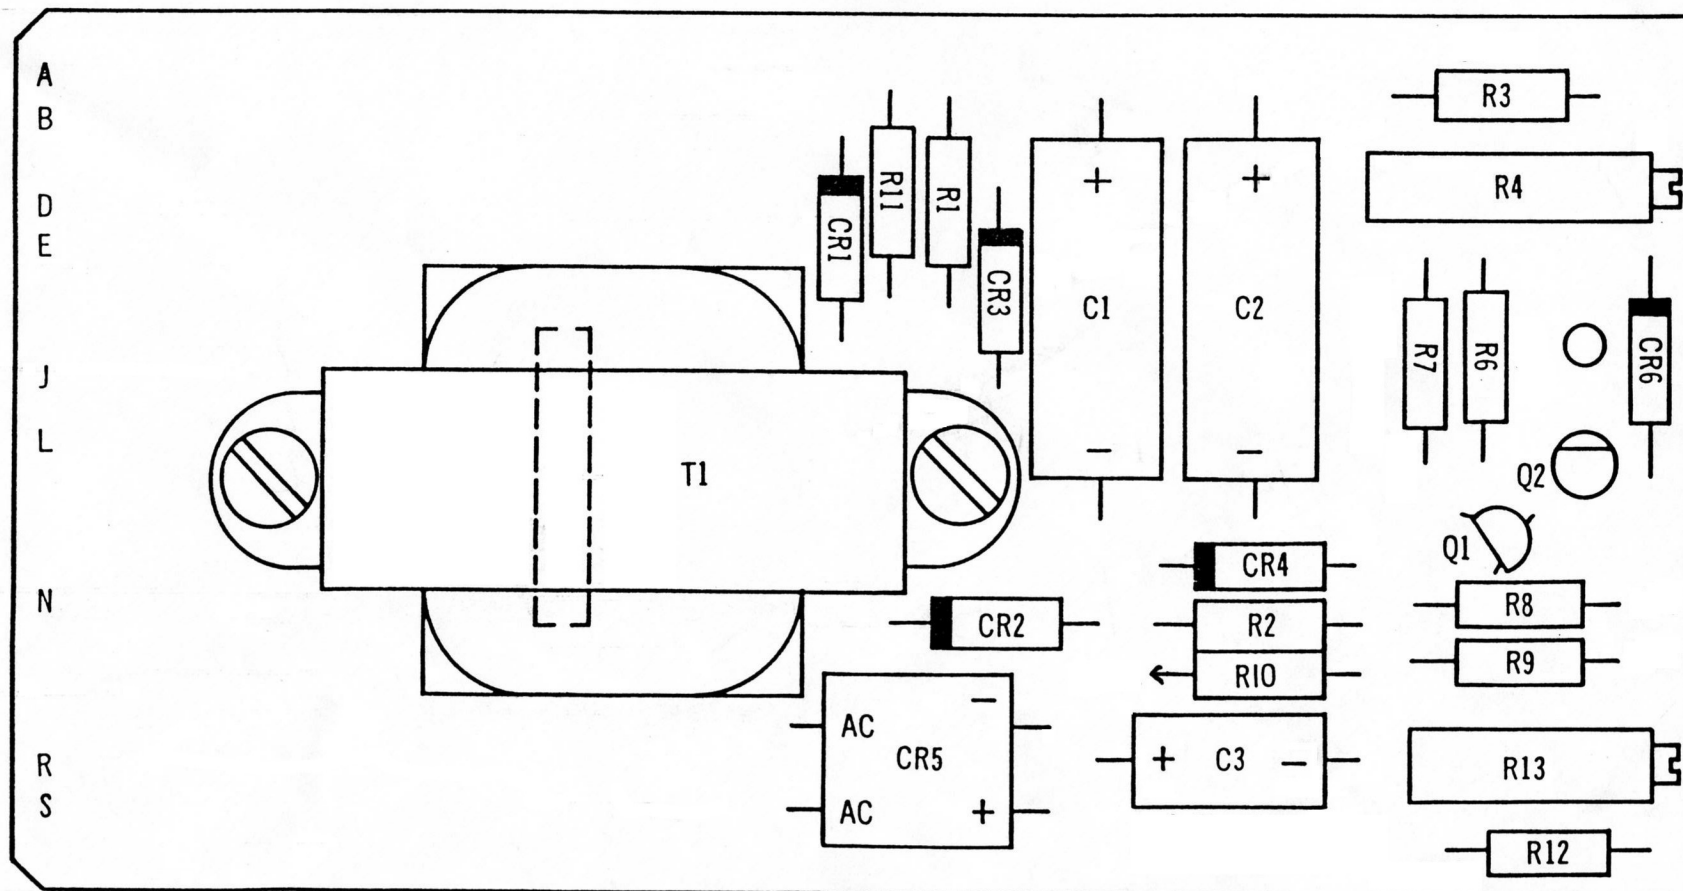 A
B
D
E
J
L
N
R
S
T1
CR1
R11
R1
CR3
+
C1
−
+
C2
−
R3
R4
R7
R6
CR6
Q2
Q1
CR4
CR2
R2
R10
R8
R9
AC −
CR5
AC +
+ C3 −
R13
R12